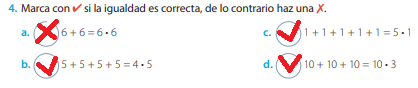 4. Marca con ✔ si la igualdad es correcta, de lo contrario haz una ✗.
a. ✗ 6 + 6 = 6 • 6
c. ✔ 1 + 1 + 1 + 1 + 1 = 5 • 1
b. ✔ 5 + 5 + 5 + 5 = 4 • 5
d. ✔ 10 + 10 + 10 = 10 • 3